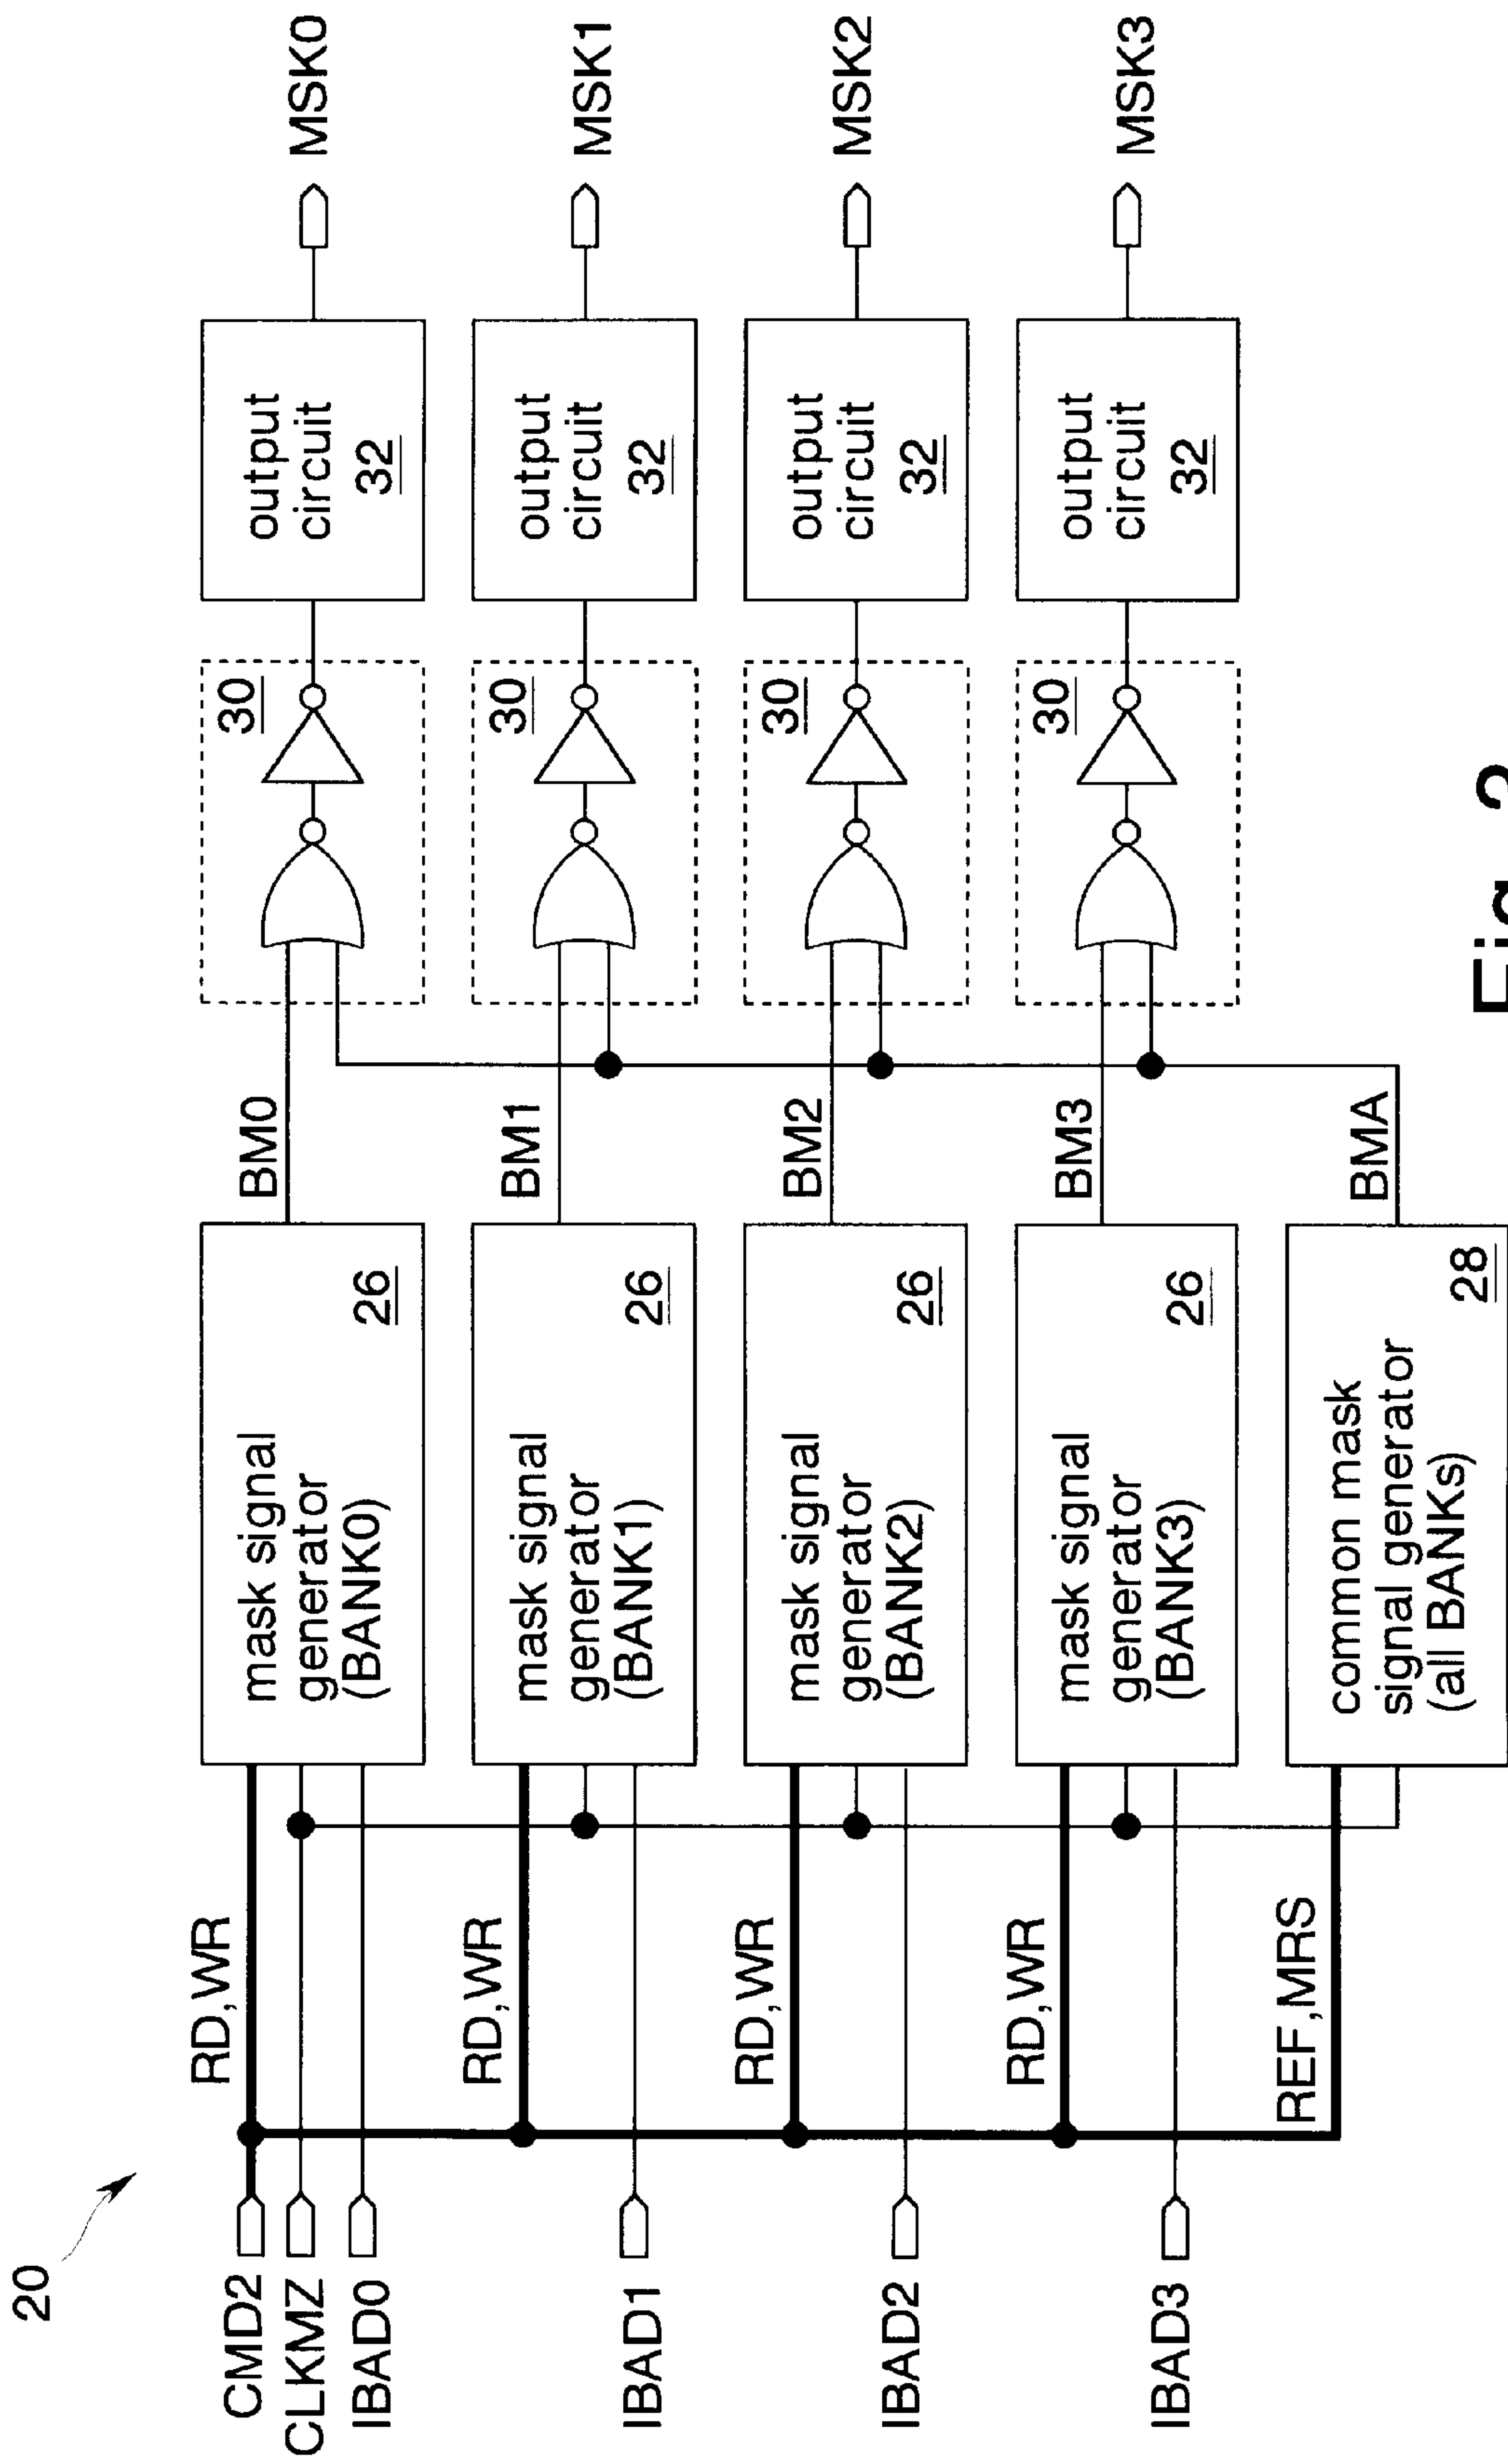 20
CMD2
CLKMZ
IBAD0
RD,WR
mask signal
generator
(BANK0)
26
BM0
30
output
circuit
32
MSK0
IBAD1
RD,WR
mask signal
generator
(BANK1)
26
BM1
30
output
circuit
32
MSK1
IBAD2
RD,WR
mask signal
generator
(BANK2)
26
BM2
30
output
circuit
32
MSK2
IBAD3
RD,WR
mask signal
generator
(BANK3)
26
BM3
30
output
circuit
32
MSK3
REF,MRS
common mask
signal generator
(all BANKs)
28
BMA
Fig.